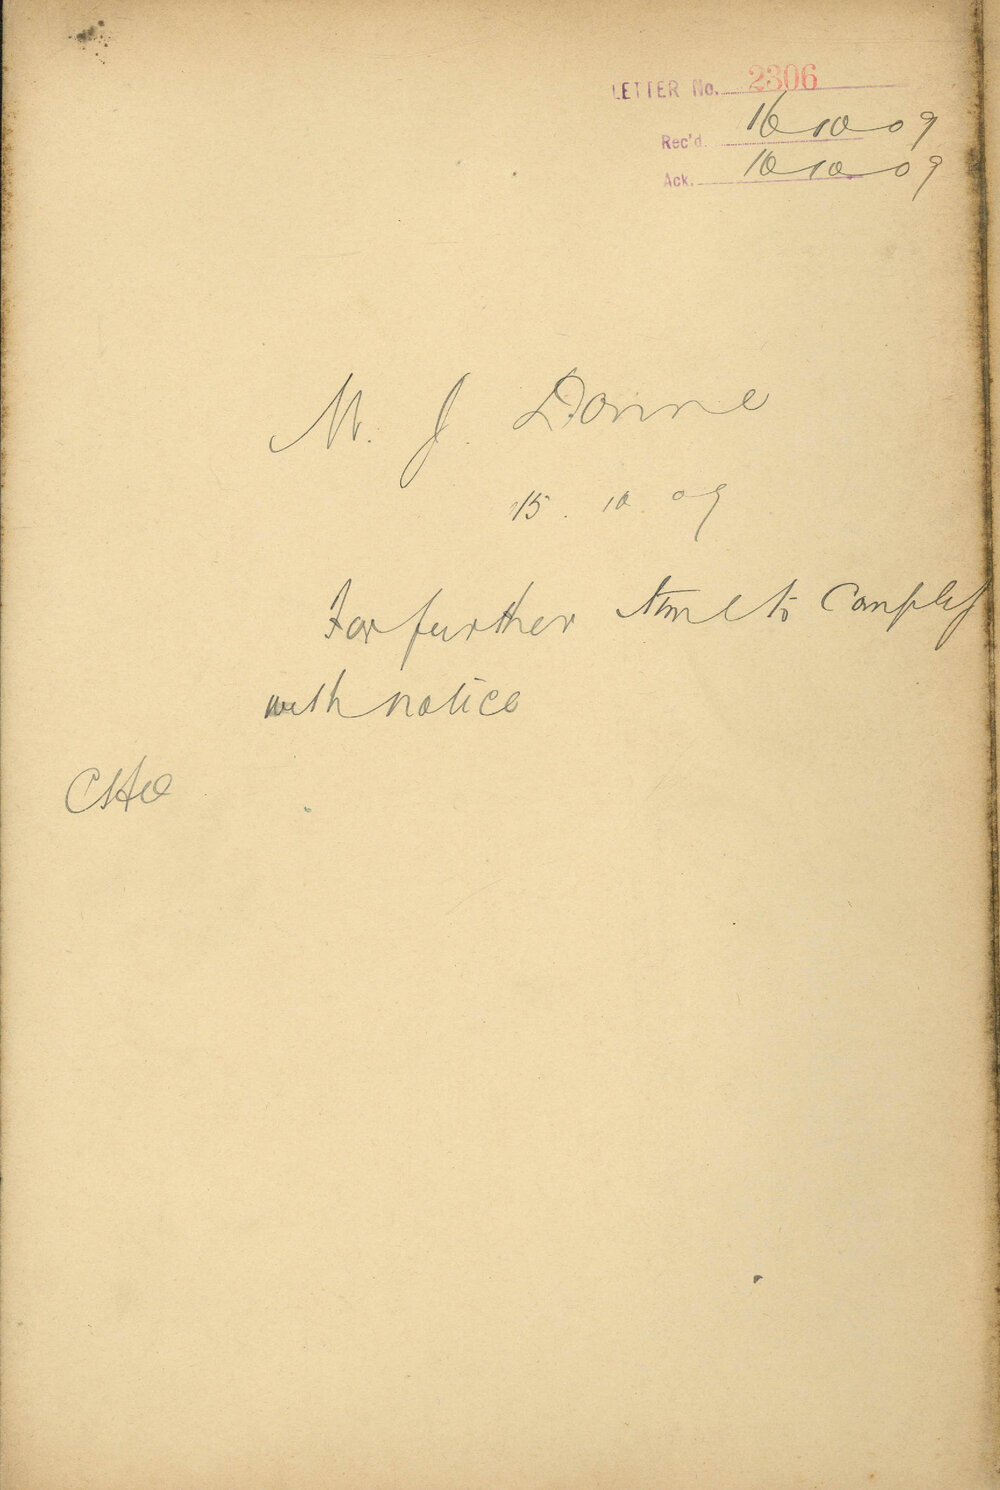 LETTER No. 2306
Rec'd. 16 10 09
Ack. 16 10 09
M. J. Donne
15. 10 09
For further time to comply
with notice